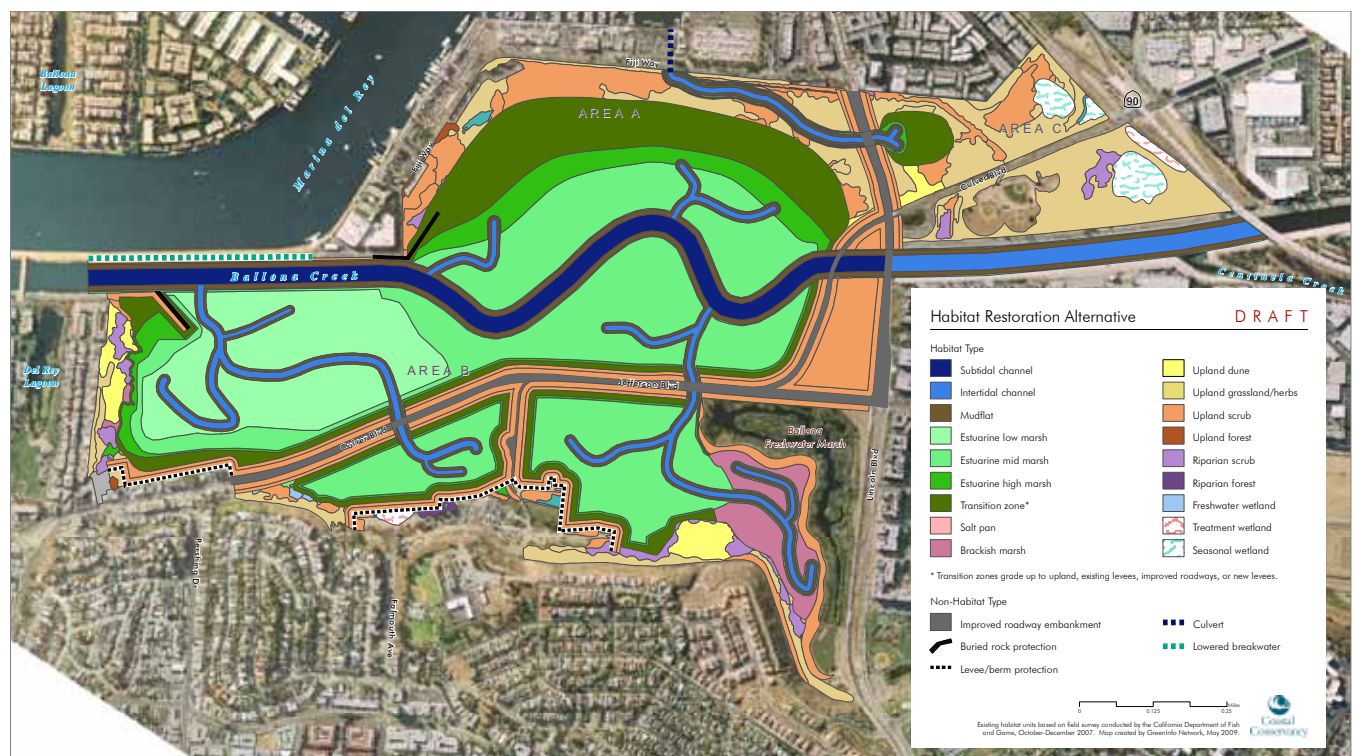 Ballona
Lagoon
Marina del Rey
Fiji Way
AREA A
Fiji Way
90
AREA C
Culver Blvd
Ballona Creek
Centinela Creek
Del Rey
Lagoon
AREA B
Jefferson Blvd
Culver Blvd
Ballona
Freshwater Marsh
Lincoln Blvd
Pershing Dr
Falmouth Ave
Habitat Restoration Alternative DRAFT
Habitat Type
Subtidal channel
Intertidal channel
Mudflat
Estuarine low marsh
Estuarine mid marsh
Estuarine high marsh
Transition zone*
Salt pan
Brackish marsh
Upland dune
Upland grassland/herbs
Upland scrub
Upland forest
Riparian scrub
Riparian forest
Freshwater wetland
Treatment wetland
Seasonal wetland
* Transition zones grade up to upland, existing levees, improved roadways, or new levees.
Non-Habitat Type
Improved roadway embankment
Buried rock protection
Levee/berm protection
Culvert
Lowered breakwater
Miles
0 0.125 0.25
Existing habitat units based on field survey conducted by the California Department of Fish
and Game, October-December 2007. Map created by GreenInfo Network, May 2009.
Coastal
Conservancy